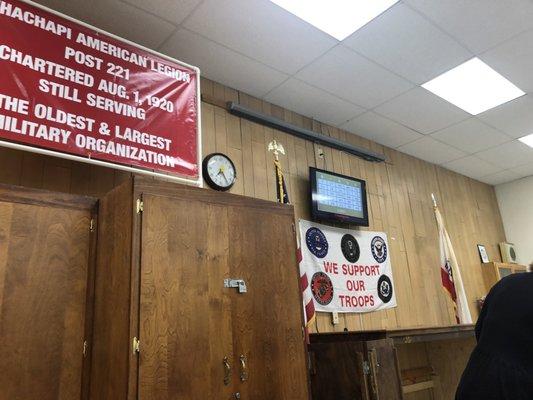 HACHAPI AMERICAN LEGION
POST 221
CHARTERED AUG. 1, 1920
STILL SERVING
THE OLDEST & LARGEST
MILITARY ORGANIZATION
WE SUPPORT
OUR
TROOPS